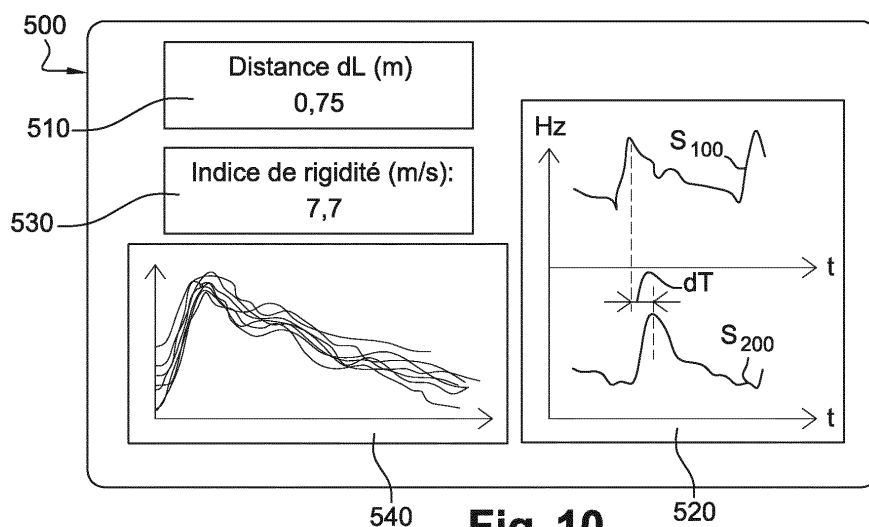 500
Distance dL (m)
0,75
510
Indice de rigidité (m/s):
7,7
530
Hz
S100
t
dT
S200
t
540
520
Fig. 10